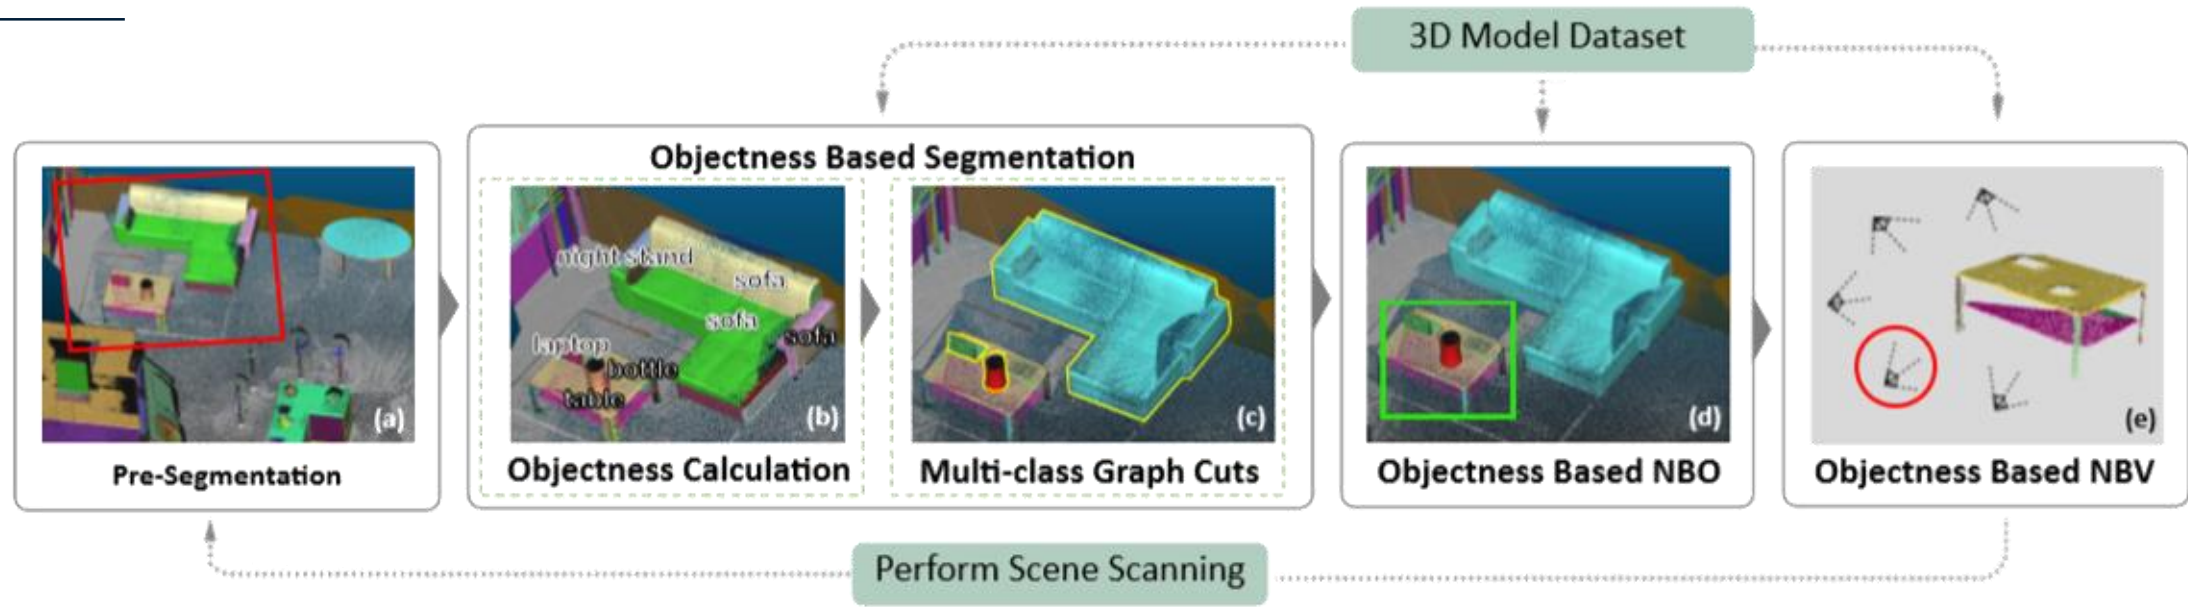 3D Model Dataset
Objectness Based Segmentation
night stand
sofa
sofa
sofa
laptop
bottle
table
(a)
(b)
(c)
(d)
(e)
Pre-Segmentation
Objectness Calculation
Multi-class Graph Cuts
Objectness Based NBO
Objectness Based NBV
Perform Scene Scanning